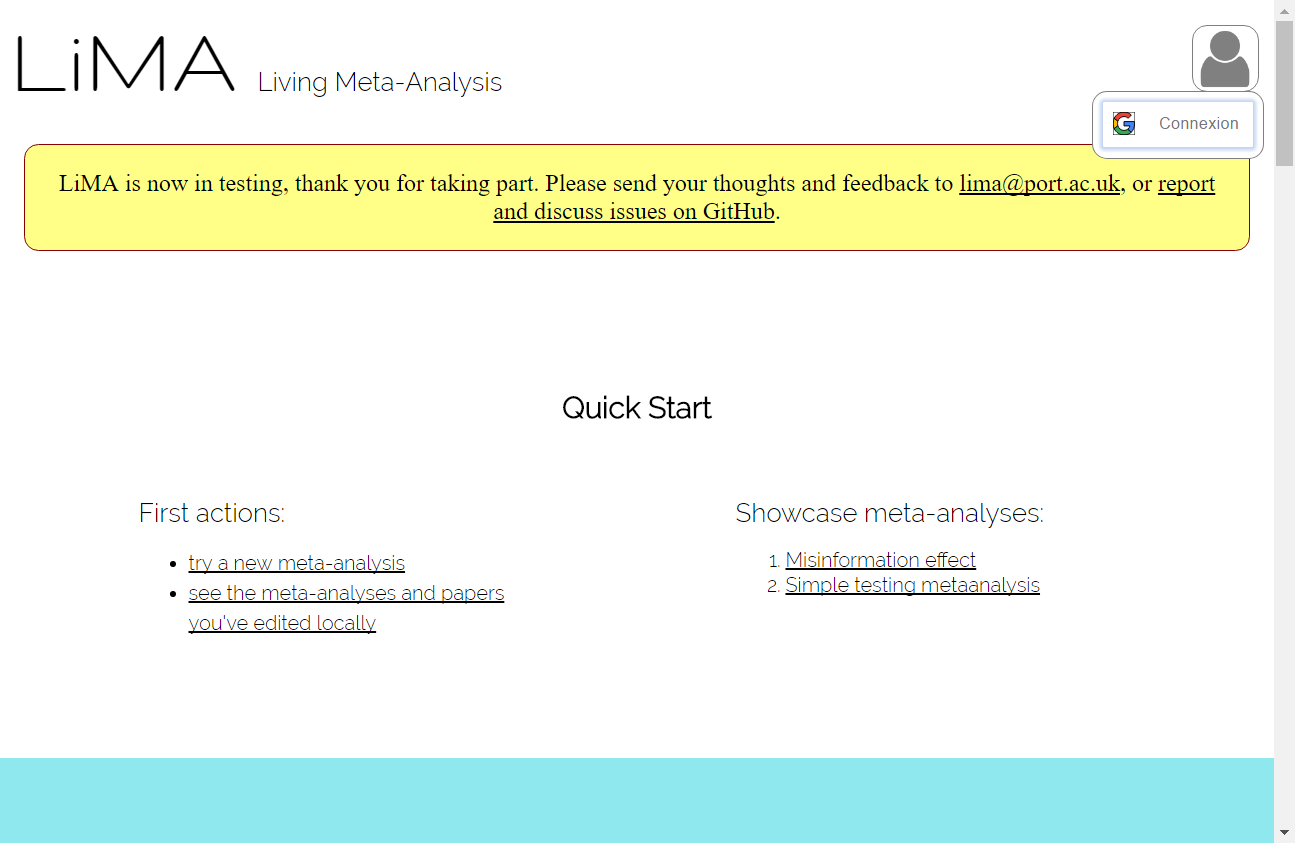 LiMA Living Meta-Analysis
Connexion
LiMA is now in testing, thank you for taking part. Please send your thoughts and feedback to lima@port.ac.uk, or report
and discuss issues on GitHub.
Quick Start
First actions:
• try a new meta-analysis
• see the meta-analyses and papers
you've edited locally
Showcase meta-analyses:
1. Misinformation effect
2. Simple testing metaanalysis